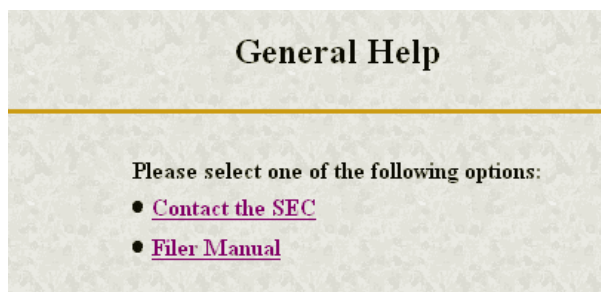 General Help
Please select one of the following options:
Contact the SEC
Filer Manual